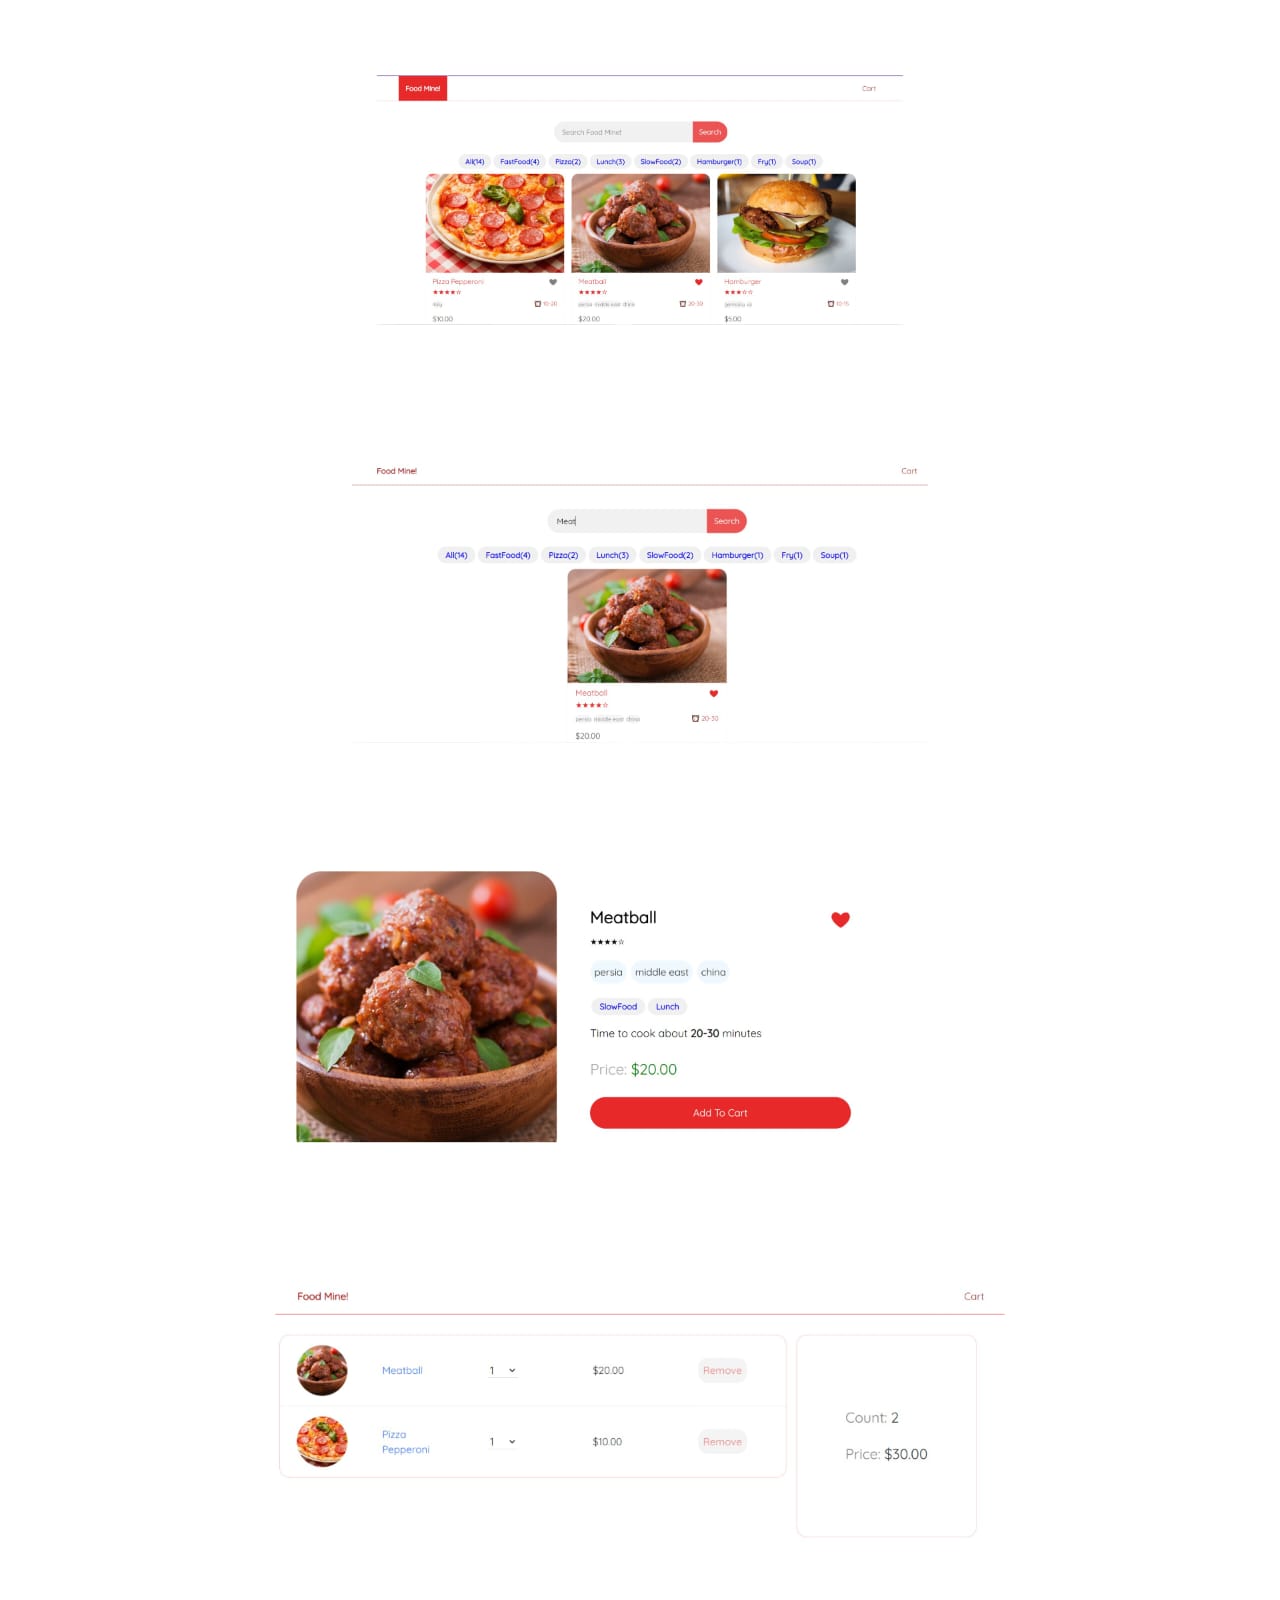 Food Mine! Cart
Search Food Mine! Search
All(14) FastFood(4) Pizza(2) Lunch(3) SlowFood(2) Hamburger(1) Fry(1) Soup(1)
Pizza Pepperoni Meatball Hamburger
★★★★☆ ★★★★☆ ★★★☆☆
italy 10-20 persia middle east china 20-30 10-15
$10.00 $20.00 $5.00
Food Mine! Cart
Meat Search
All(14) FastFood(4) Pizza(2) Lunch(3) SlowFood(2) Hamburger(1) Fry(1) Soup(1)
Meatball
★★★★☆
persia middle east china 20-30
$20.00
Meatball
★★★★☆
persia middle east china
SlowFood Lunch
Time to cook about 20-30 minutes
Price: $20.00
Add To Cart
Food Mine! Cart
Meatball 1 $20.00 Remove
Pizza
Pepperoni 1 $10.00 Remove
Count: 2
Price: $30.00